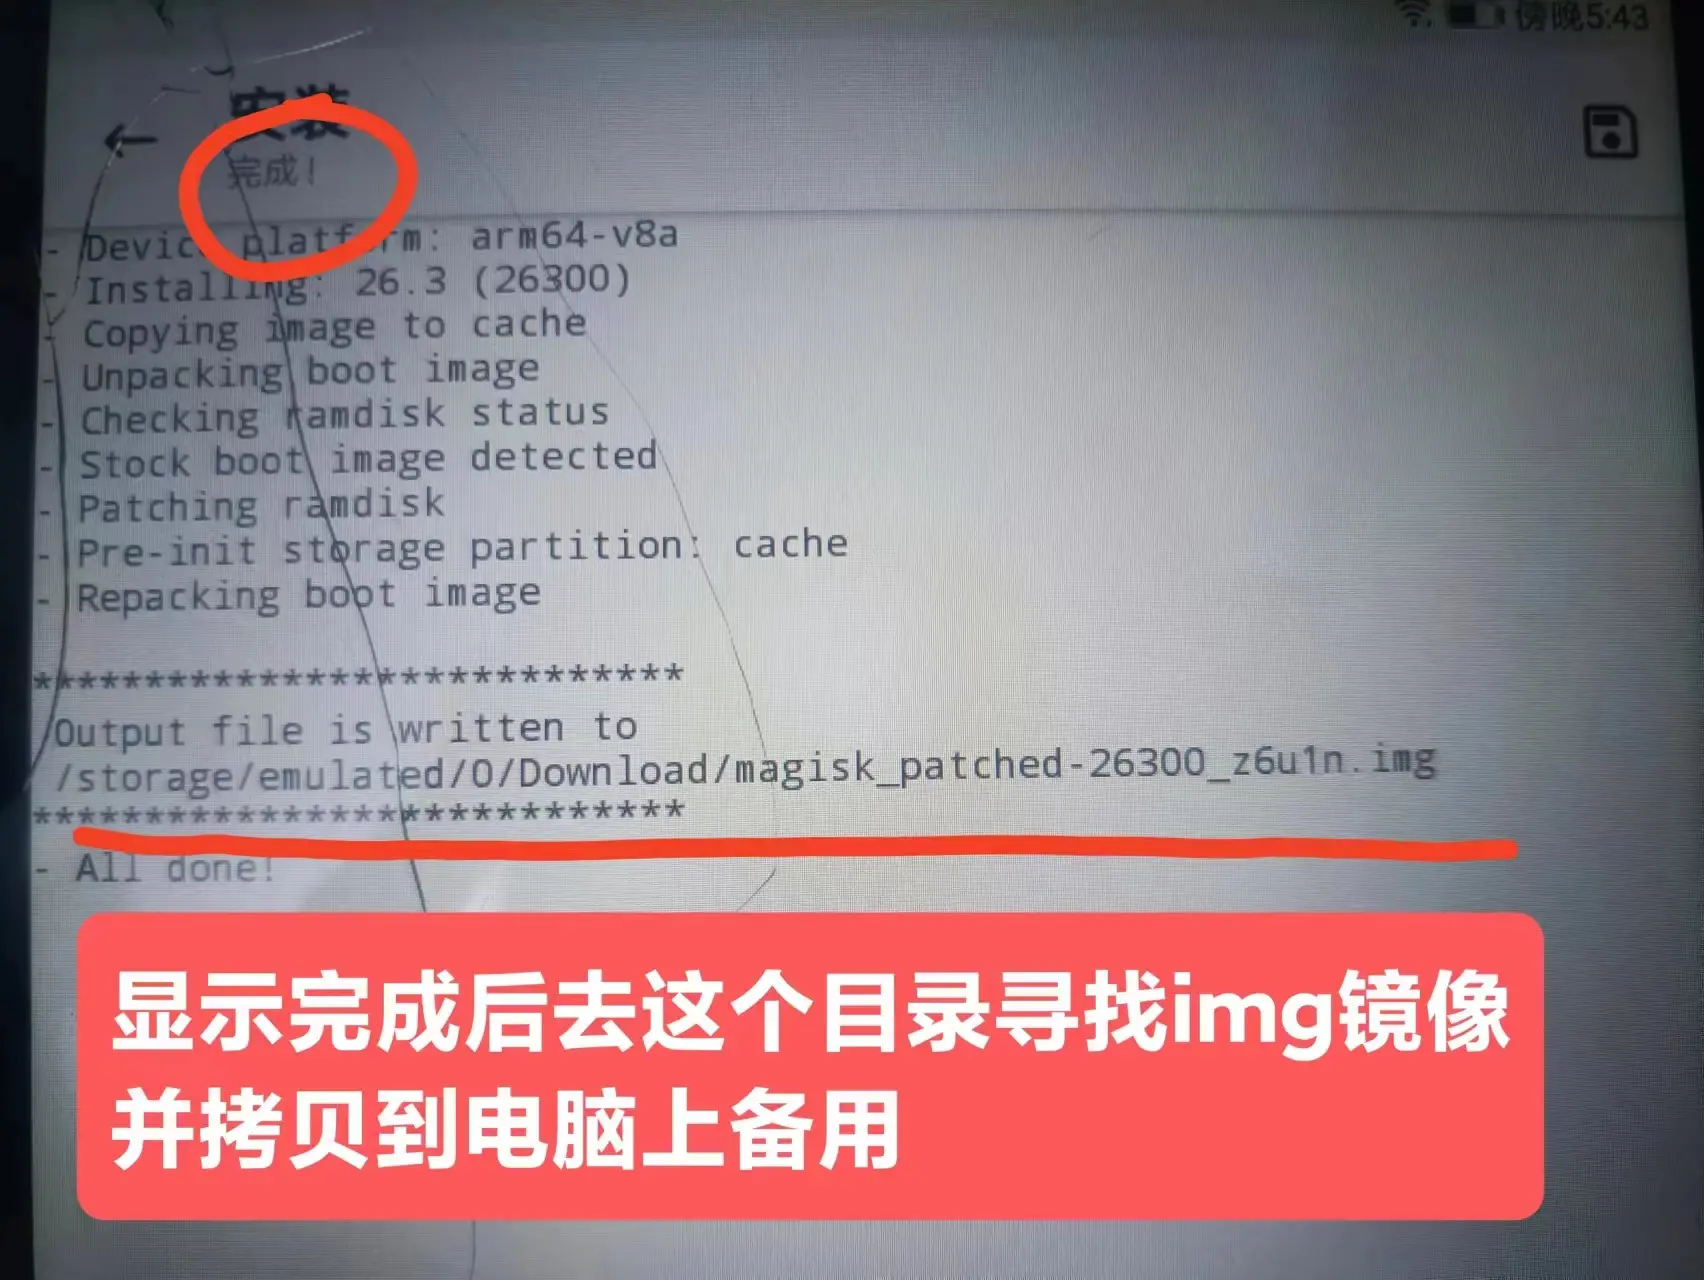 傍晚5:43
安装
完成！
- Device platform: arm64-v8a
- Installing: 26.3 (26300)
- Copying image to cache
- Unpacking boot image
- Checking ramdisk status
- Stock boot image detected
- Patching ramdisk
- Pre-init storage partition: cache
- Repacking boot image
****************************
Output file is written to
/storage/emulated/0/Download/magisk_patched-26300_z6u1n.img
****************************
- All done!
显示完成后去这个目录寻找img镜像
并拷贝到电脑上备用